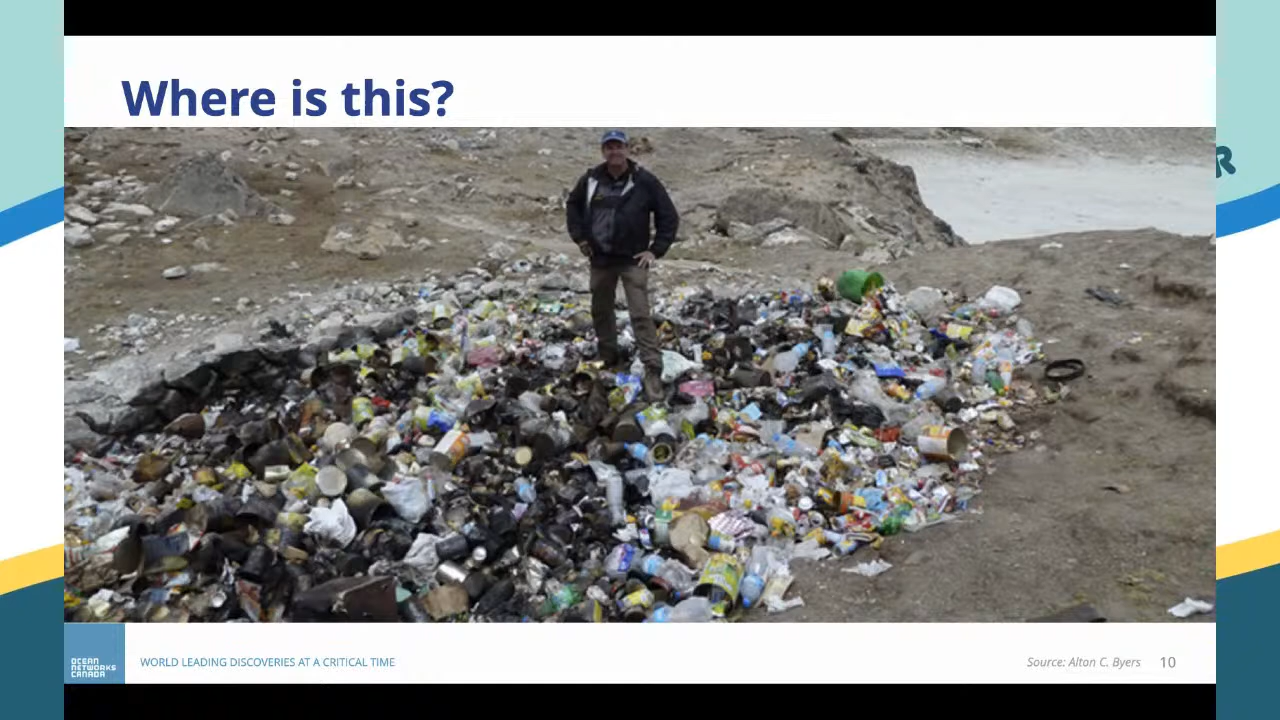 Where is this?
R
OCEAN
NETWORKS
CANADA
WORLD LEADING DISCOVERIES AT A CRITICAL TIME
Source: Alton C. Byers
10